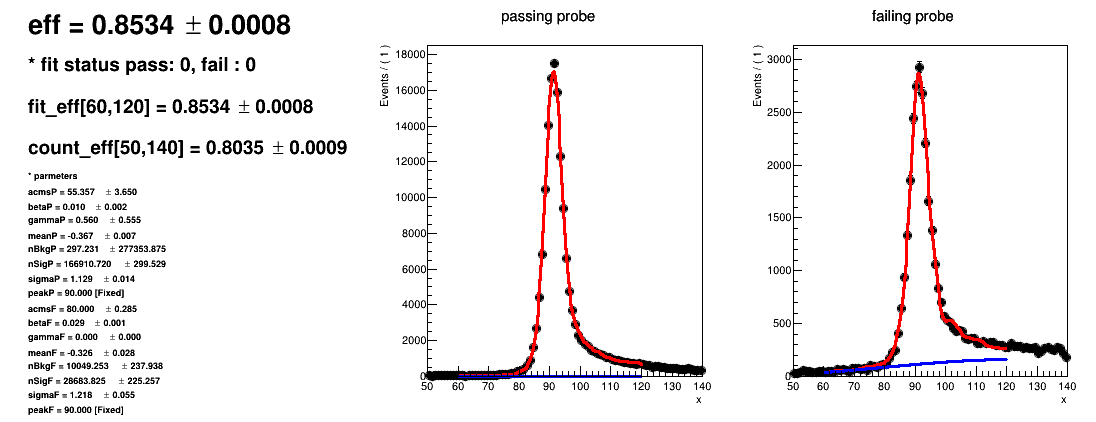 eff = 0.8534 ± 0.0008
* fit status pass: 0, fail : 0
fit_eff[60,120] = 0.8534 ± 0.0008
count_eff[50,140] = 0.8035 ± 0.0009
* parmeters
acmsP = 55.357 ± 3.650
betaP = 0.010 ± 0.002
gammaP = 0.560 ± 0.555
meanP = -0.367 ± 0.007
nBkgP = 297.231 ± 277353.875
nSigP = 166910.720 ± 299.529
sigmaP = 1.129 ± 0.014
peakP = 90.000 [Fixed]
acmsF = 80.000 ± 0.285
betaF = 0.029 ± 0.001
gammaF = 0.000 ± 0.000
meanF = -0.326 ± 0.028
nBkgF = 10049.253 ± 237.938
nSigF = 28683.825 ± 225.257
sigmaF = 1.218 ± 0.055
peakF = 90.000 [Fixed]
passing probe
Events / ( 1 )
18000
16000
14000
12000
10000
8000
6000
4000
2000
0
50 60 70 80 90 100 110 120 130 140
x
failing probe
Events / ( 1 )
3000
2500
2000
1500
1000
500
0
50 60 70 80 90 100 110 120 130 140
x